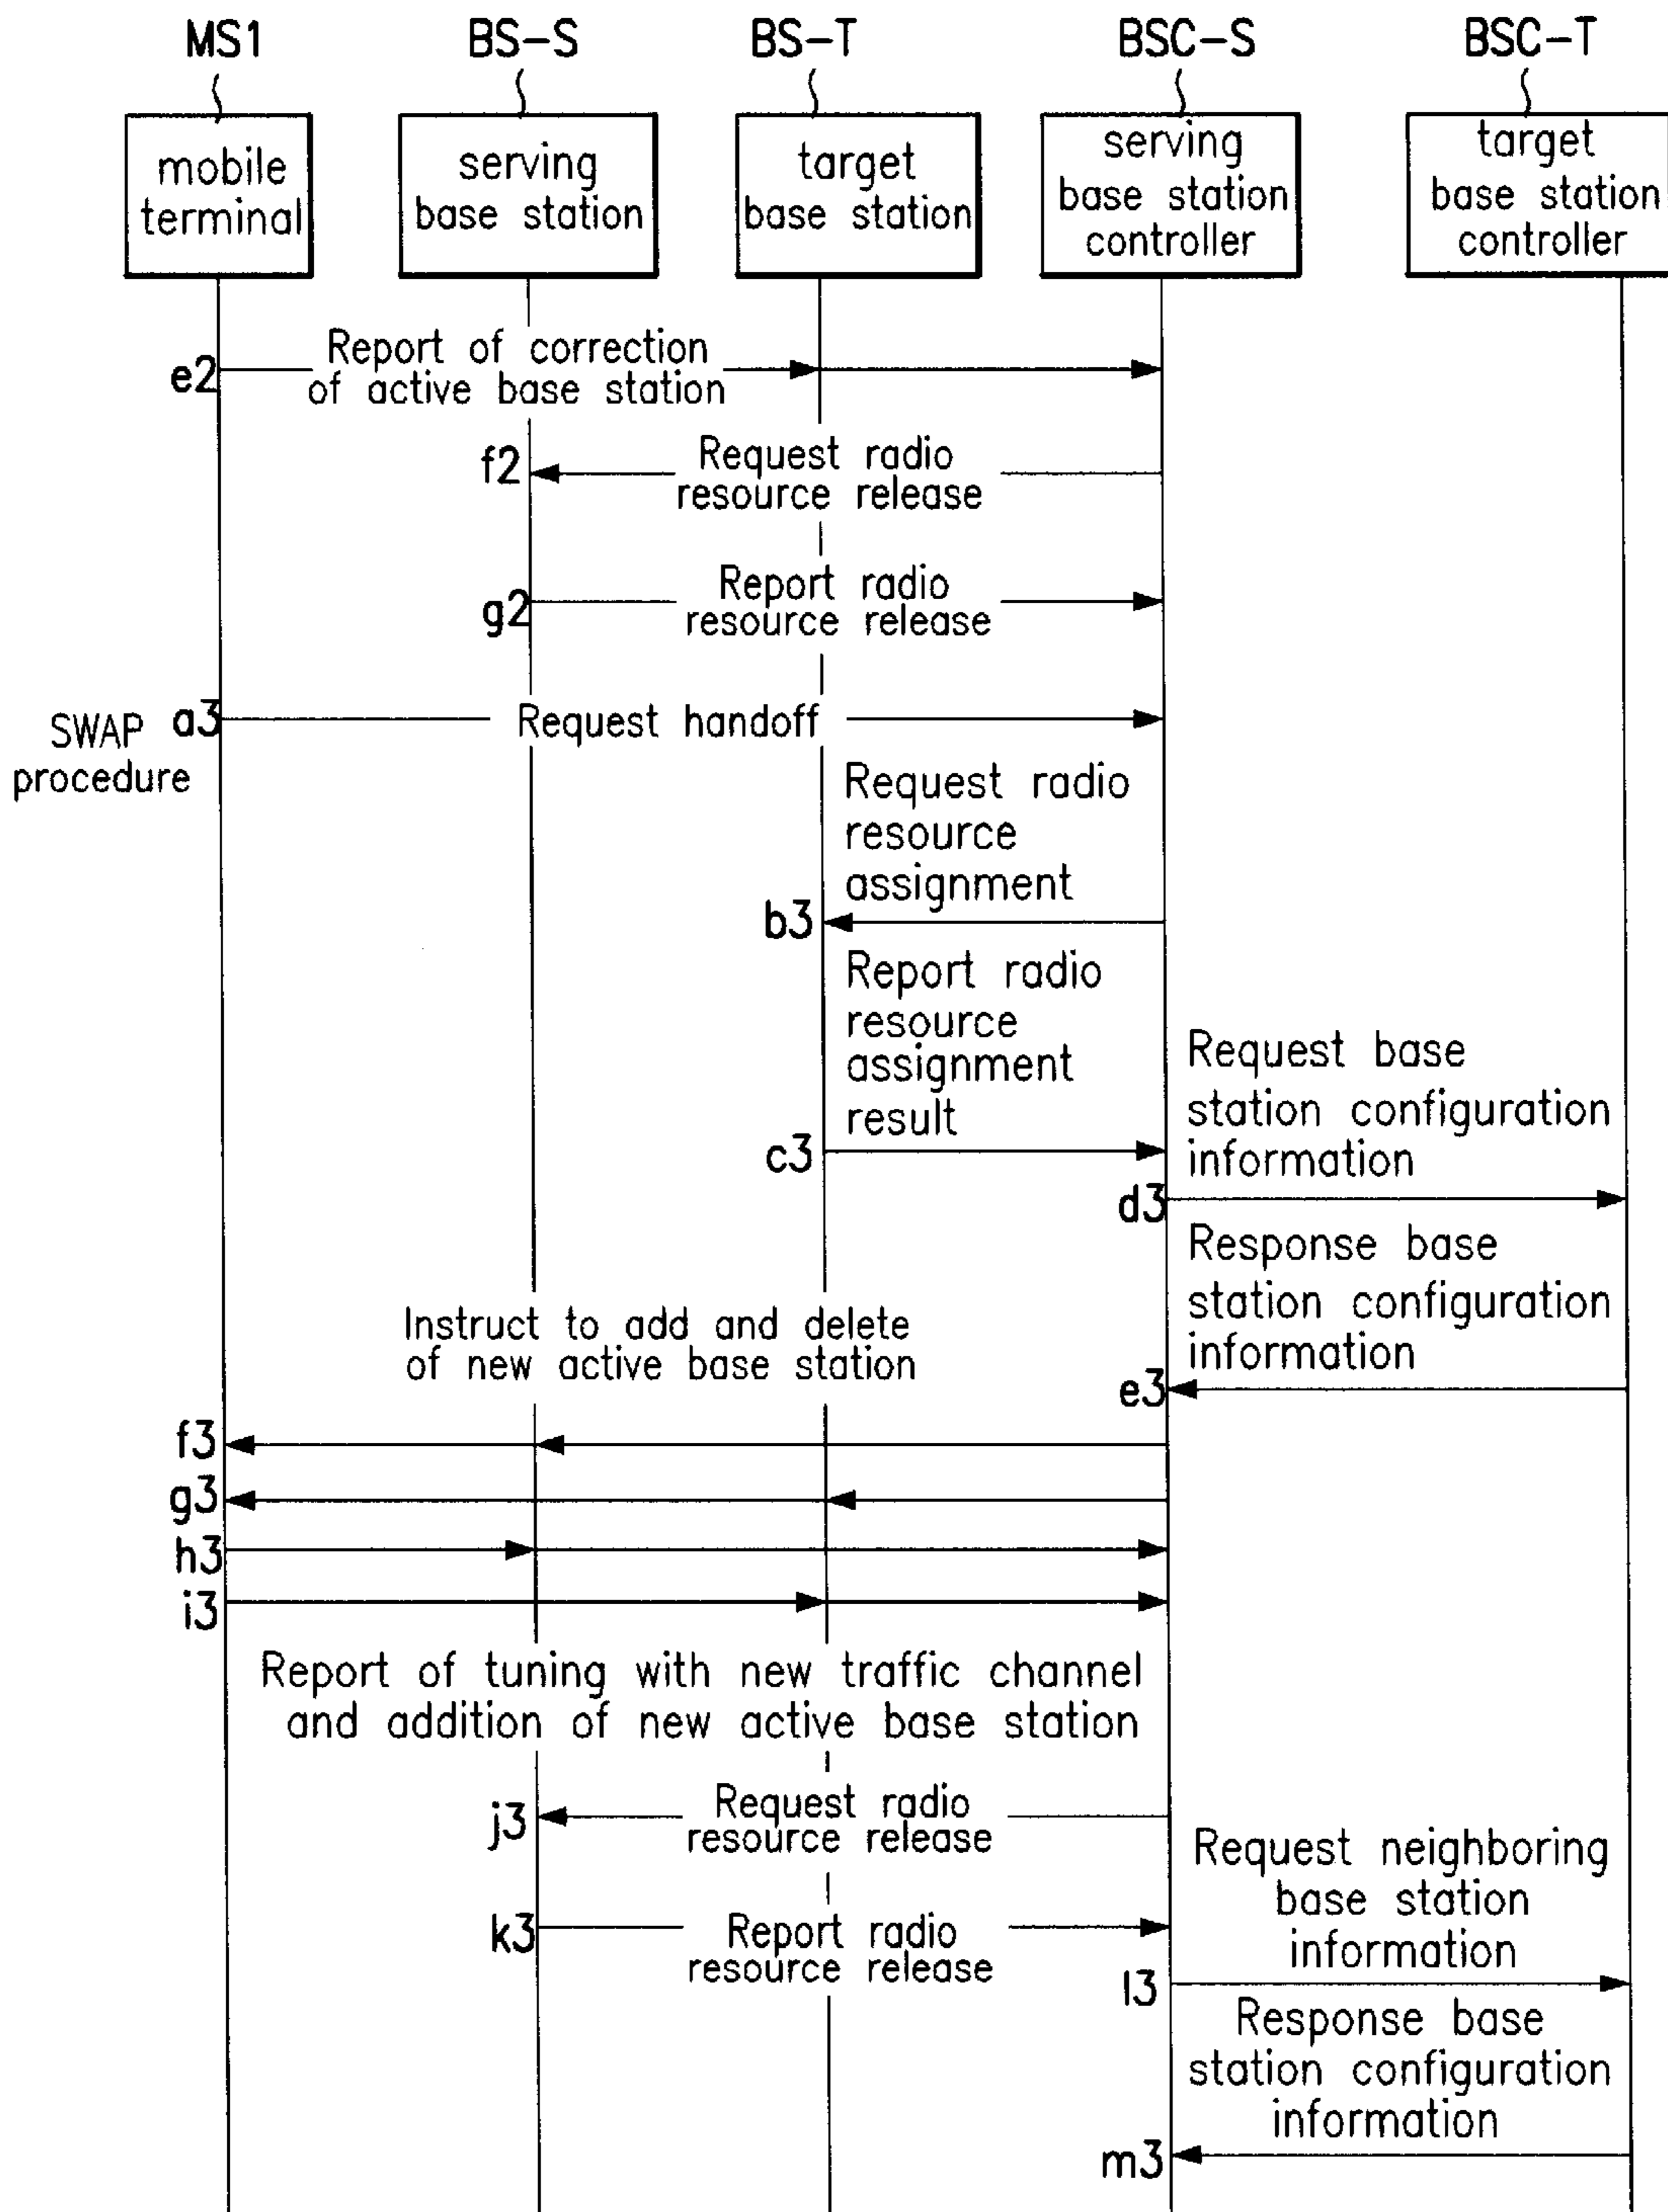 MS1 BS-S BS-T BSC-S BSC-T
mobile
terminal
serving
base station
target
base station
serving
base station
controller
target
base station
controller
e2
Report of correction
of active base station
f2
Request radio
resource release
g2
Report radio
resource release
SWAP
procedure
a3
Request handoff
Request radio
resource
assignment
b3
Report radio
resource
assignment
result
c3
Request base
station configuration
information
d3
Response base
station configuration
information
e3
Instruct to add and delete
of new active base station
f3
g3
h3
i3
Report of tuning with new traffic channel
and addition of new active base station
j3
Request radio
resource release
k3
Report radio
resource release
Request neighboring
base station
information
l3
Response base
station configuration
information
m3